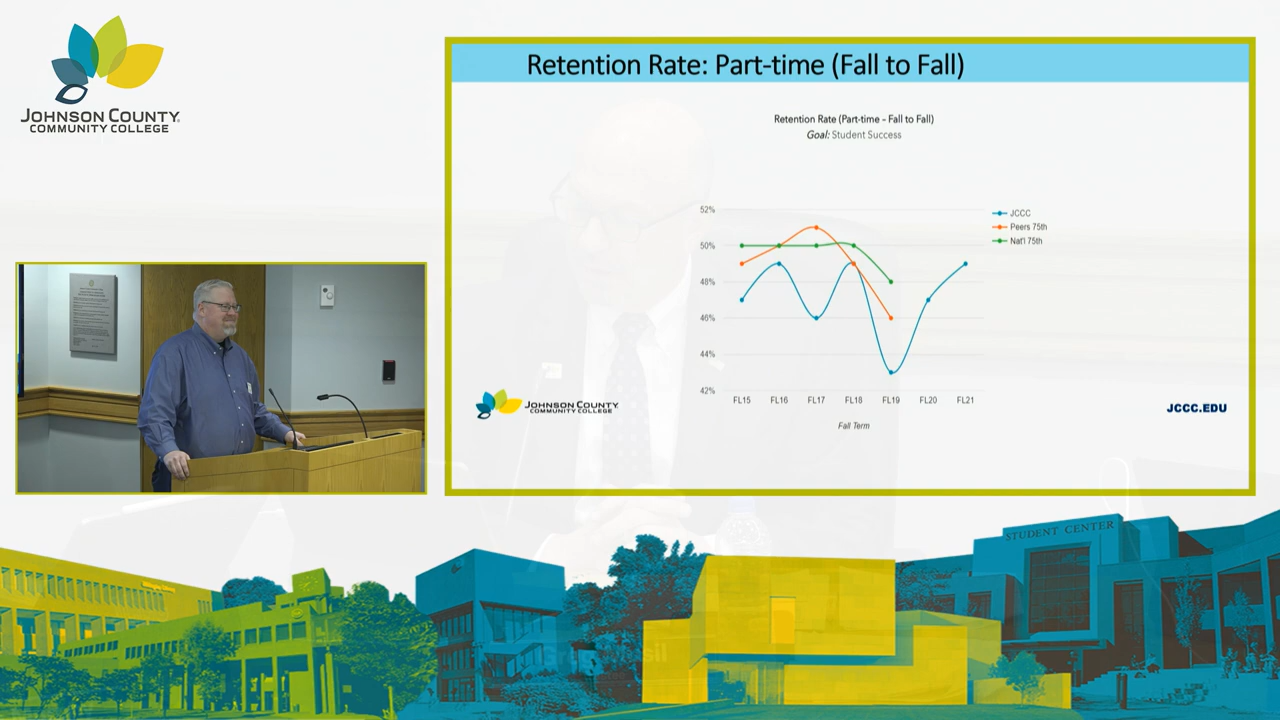 JOHNSON COUNTY
COMMUNITY COLLEGE
Retention Rate: Part-time (Fall to Fall)
Retention Rate (Part-time - Fall to Fall)
Goal: Student Success
52%
50%
48%
46%
44%
42%
FL15 FL16 FL17 FL18 FL19 FL20 FL21
Fall Term
JCCC
Peers 75th
Nat'l 75th
JOHNSON COUNTY
COMMUNITY COLLEGE
JCCC.EDU
STUDENT CENTER